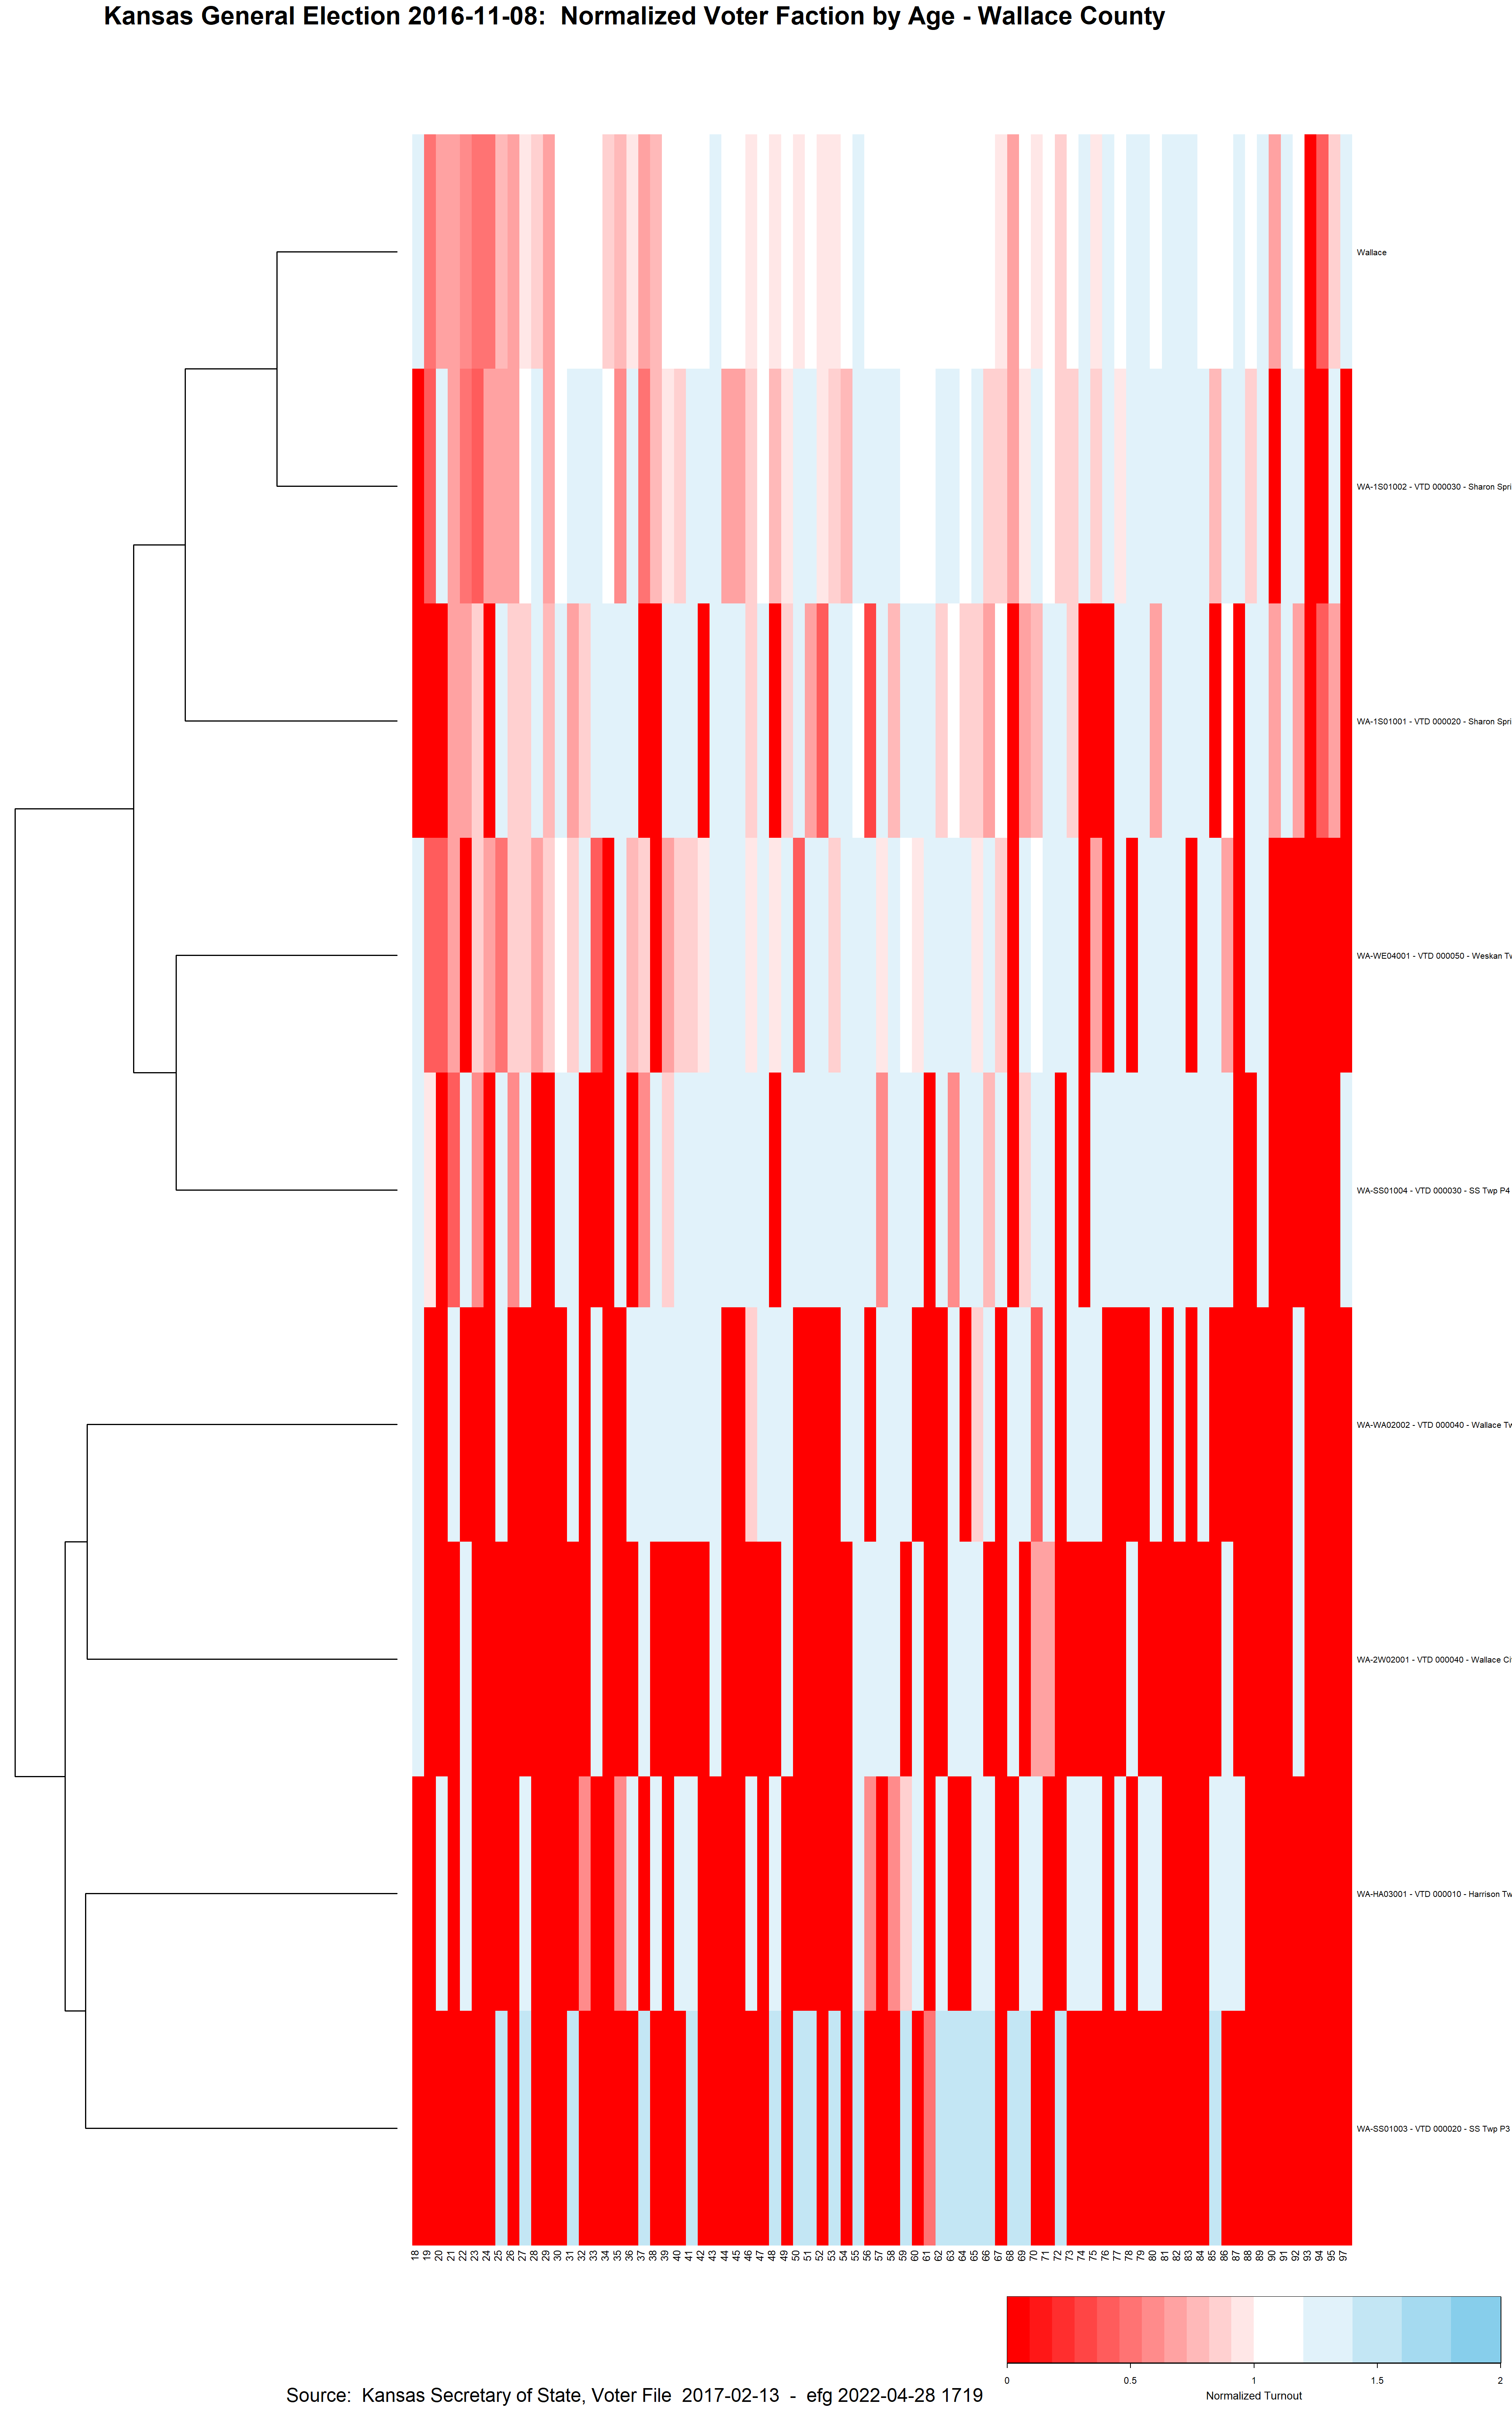 Kansas General Election 2016-11-08:  Normalized Voter Faction by Age - Wallace County
Wallace
WA-1S01002 - VTD 000030 - Sharon Spri
WA-1S01001 - VTD 000020 - Sharon Spri
WA-WE04001 - VTD 000050 - Weskan Tw
WA-SS01004 - VTD 000030 - SS Twp P4
WA-WA02002 - VTD 000040 - Wallace Tw
WA-2W02001 - VTD 000040 - Wallace Ci
WA-HA03001 - VTD 000010 - Harrison Tw
WA-SS01003 - VTD 000020 - SS Twp P3
18 19 20 21 22 23 24 25 26 27 28 29 30 31 32 33 34 35 36 37 38 39 40 41 42 43 44 45 46 47 48 49 50 51 52 53 54 55 56 57 58 59 60 61 62 63 64 65 66 67 68 69 70 71 72 73 74 75 76 77 78 79 80 81 82 83 84 85 86 87 88 89 90 91 92 93 94 95 97
0 0.5 1 1.5 2
Normalized Turnout
Source:  Kansas Secretary of State, Voter File  2017-02-13  -  efg 2022-04-28 1719